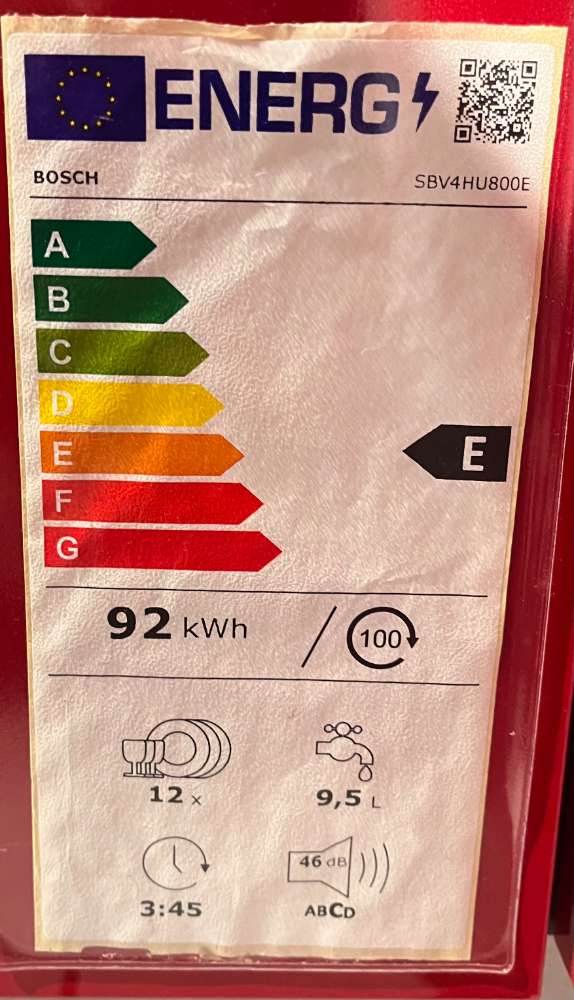 ENERG
BOSCH
SBV4HU800E
A
B
C
D
E
E
F
G
92 kWh / 100
12 x
9,5 L
3:45
46 dB
ABCD